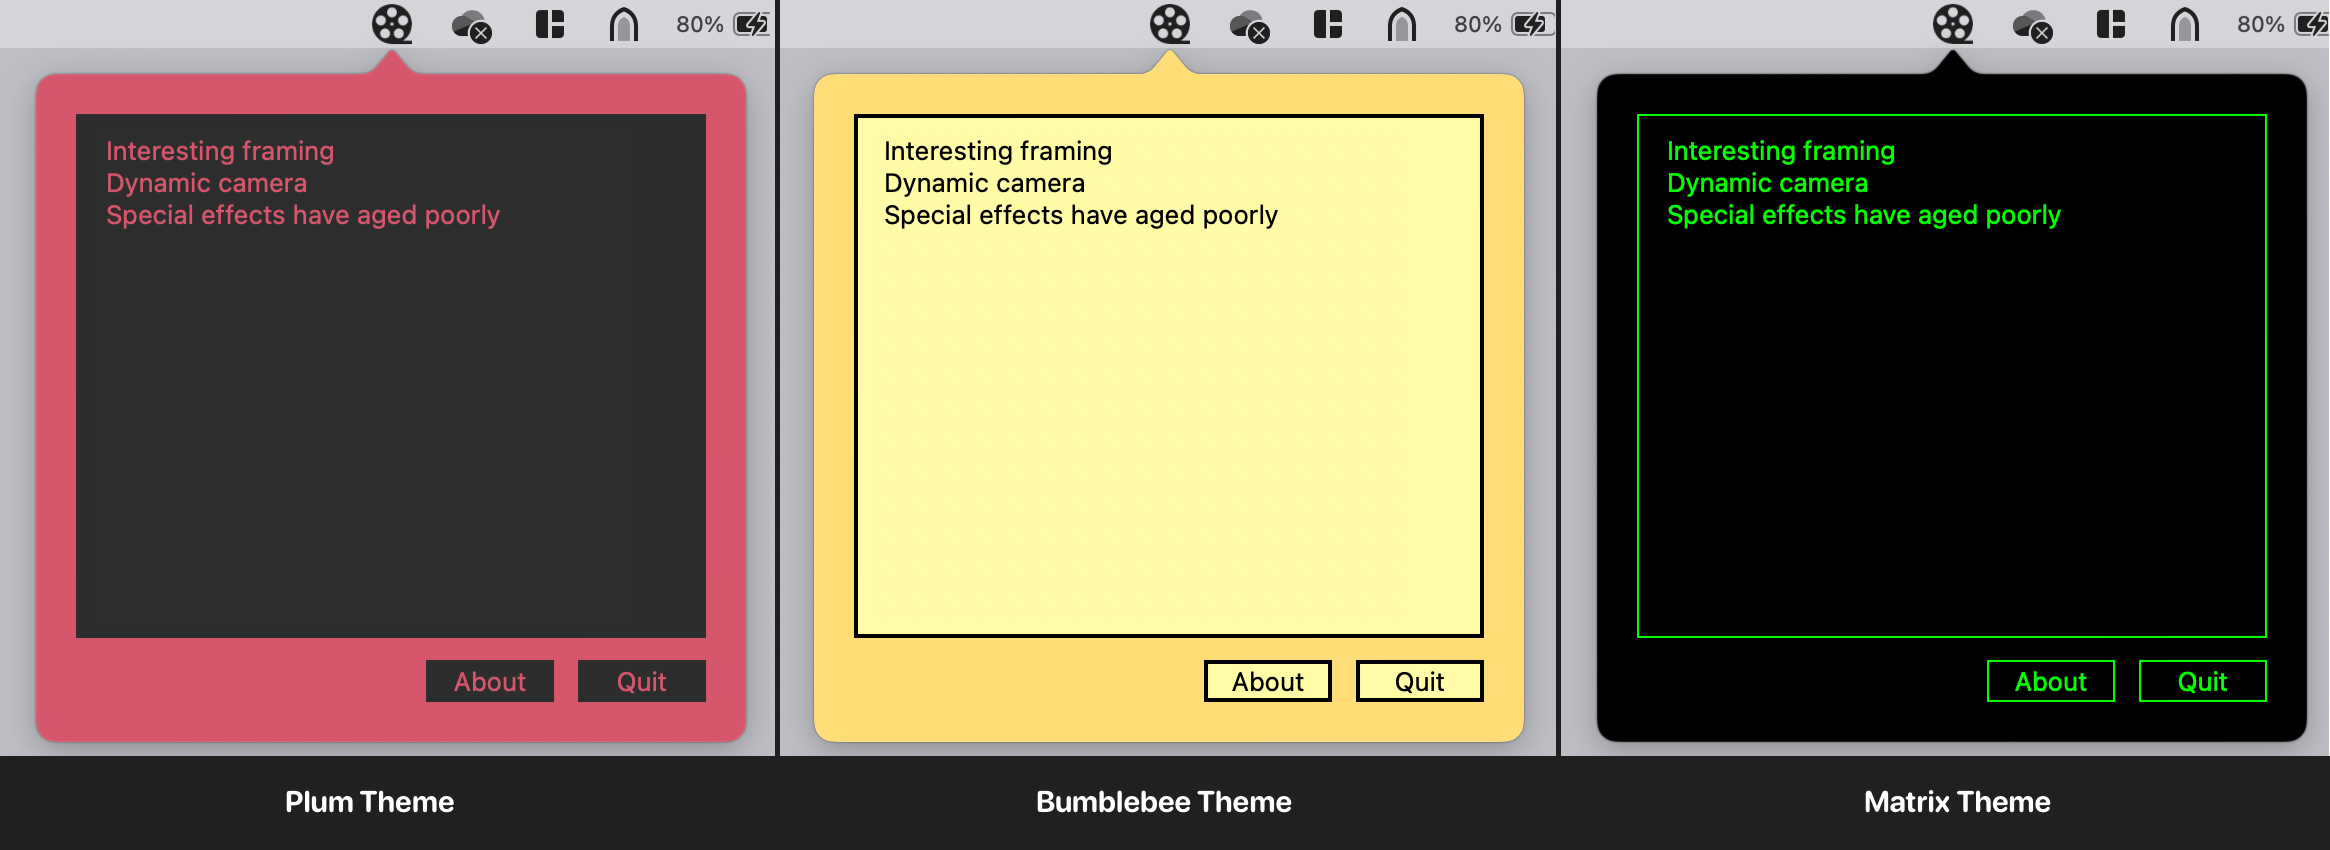 80%
80%
80%
Interesting framing
Dynamic camera
Special effects have aged poorly
About
Quit
Interesting framing
Dynamic camera
Special effects have aged poorly
About
Quit
Interesting framing
Dynamic camera
Special effects have aged poorly
About
Quit
Plum Theme
Bumblebee Theme
Matrix Theme